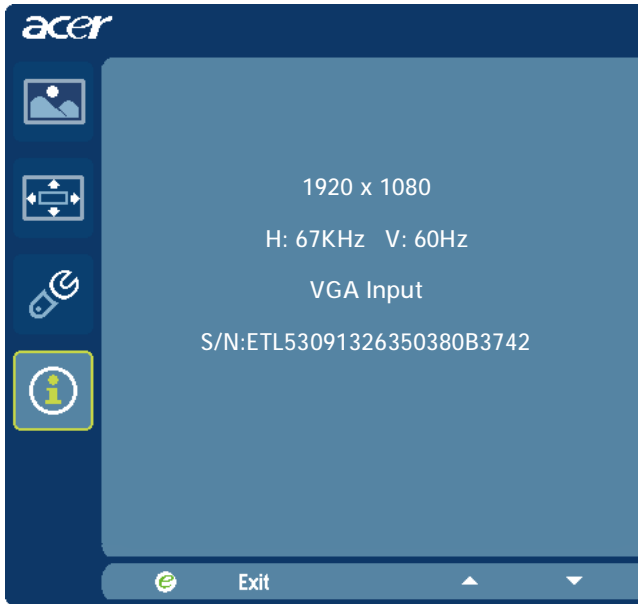 acer
1920 x 1080
H: 67KHz V: 60Hz
VGA Input
S/N:ETL53091326350380B3742
e Exit